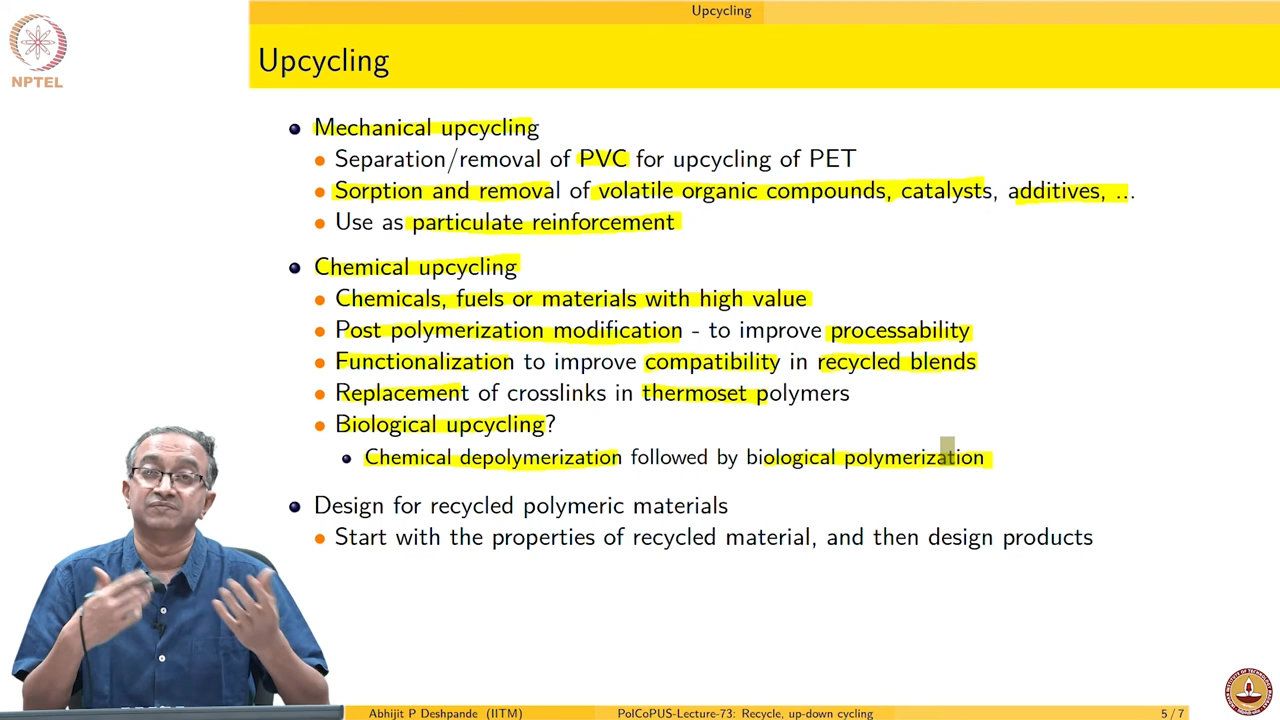 Upcycling
NPTEL
Upcycling
Mechanical upcycling
Separation/removal of PVC for upcycling of PET
Sorption and removal of volatile organic compounds, catalysts, additives, ...
Use as particulate reinforcement
Chemical upcycling
Chemicals, fuels or materials with high value
Post polymerization modification - to improve processability
Functionalization to improve compatibility in recycled blends
Replacement of crosslinks in thermoset polymers
Biological upcycling?
Chemical depolymerization followed by biological polymerization
Design for recycled polymeric materials
Start with the properties of recycled material, and then design products
Abhijit P Deshpande (IITM) PolCoPUS-Lecture-73: Recycle, up-down cycling 5 / 7